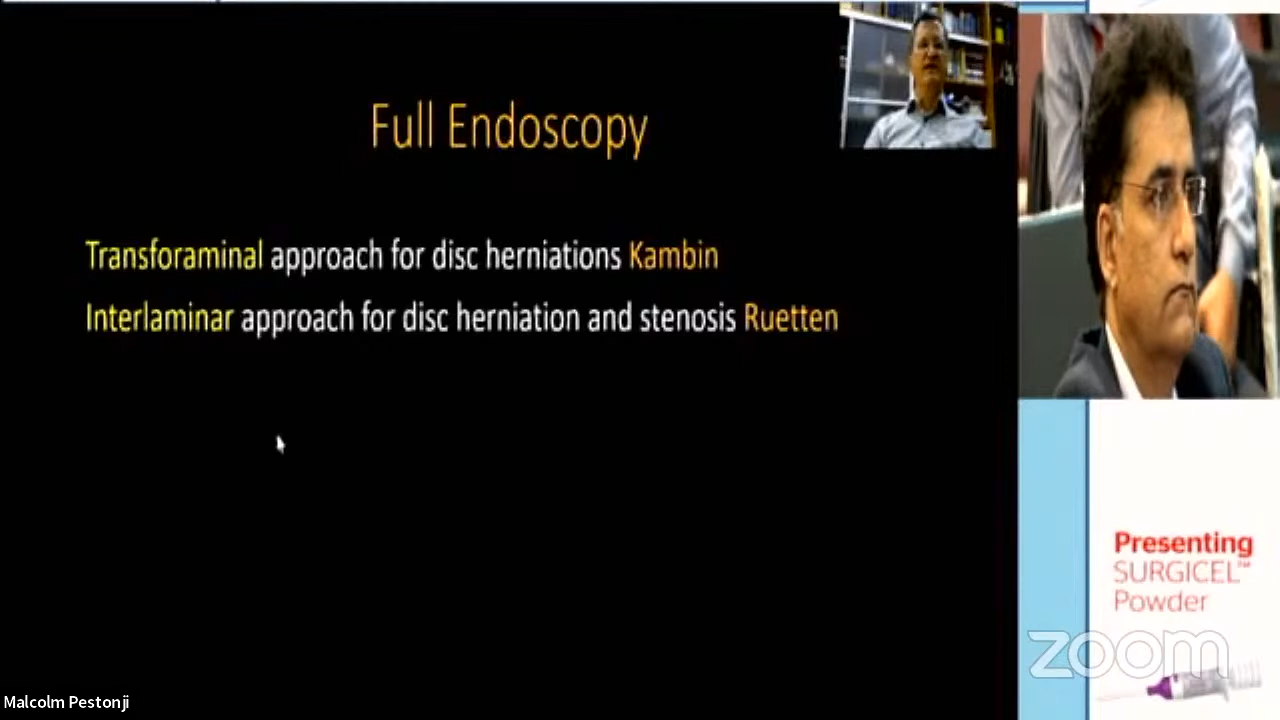 Full Endoscopy
Transforaminal approach for disc herniations Kambin
Interlaminar approach for disc herniation and stenosis Ruetten
Presenting
SURGICEL™
Powder
zoom
Malcolm Pestonji